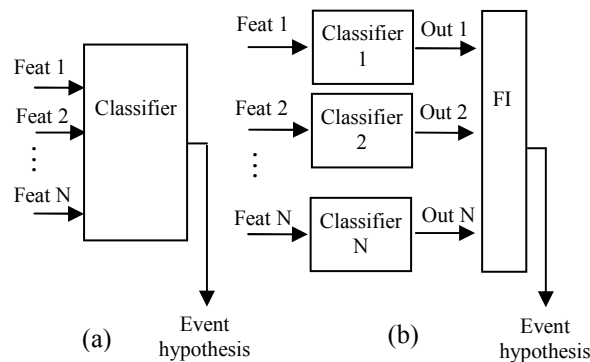 Feat 1
Feat 2
Feat N
Classifier
(a)
Event
hypothesis
Feat 1
Classifier
1
Out 1
Feat 2
Classifier
2
Out 2
Feat N
Classifier
N
Out N
FI
(b)
Event
hypothesis